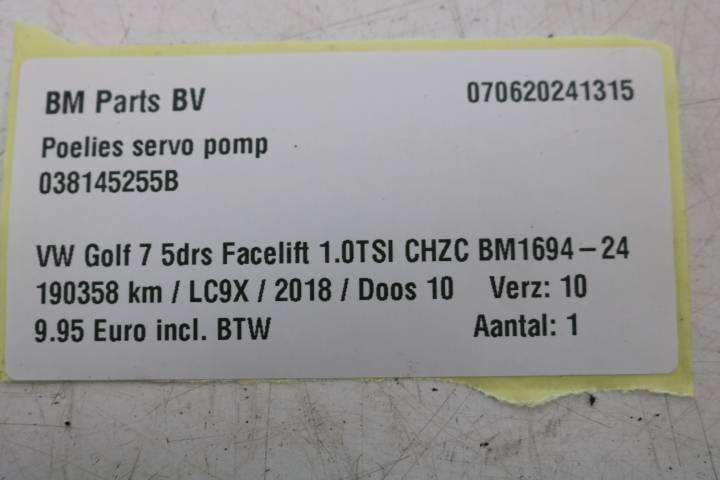 BM Parts BV 070620241315
Poelies servo pomp
038145255B
VW Golf 7 5drs Facelift 1.0TSI CHZC BM1694-24
190358 km / LC9X / 2018 / Doos 10 Verz: 10
9.95 Euro incl. BTW Aantal: 1